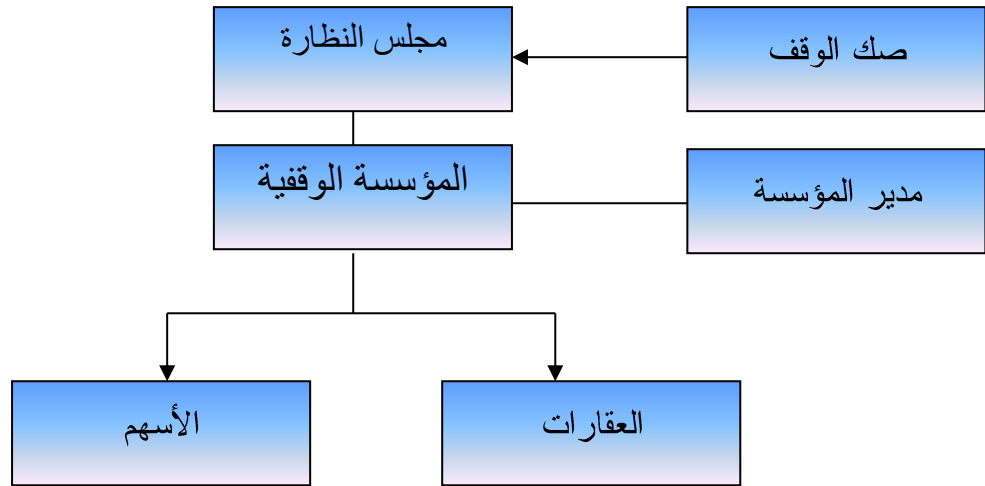 صك الوقف
مجلس النظارة
مدير المؤسسة
المؤسسة الوقفية
العقارات
الأسهم